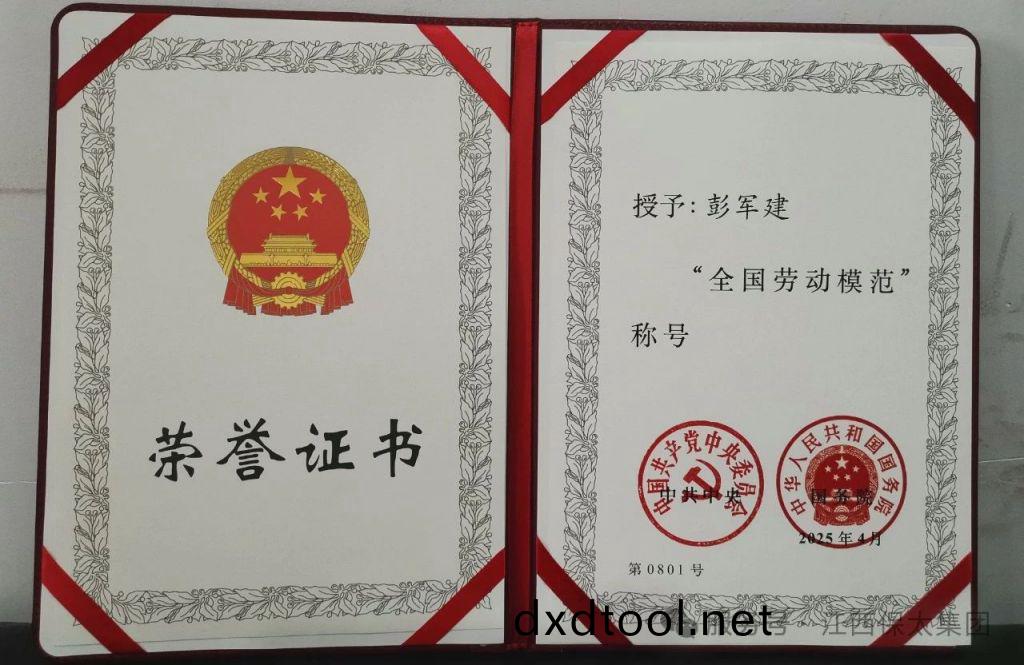 荣誉证书
授予：彭军建
“全国劳动模范”
称号
中国共产党中央委员会
中共中央
中华人民共和国国务院
国务院
2025年4月
第0801号
dxdtool.net
江西保太集团